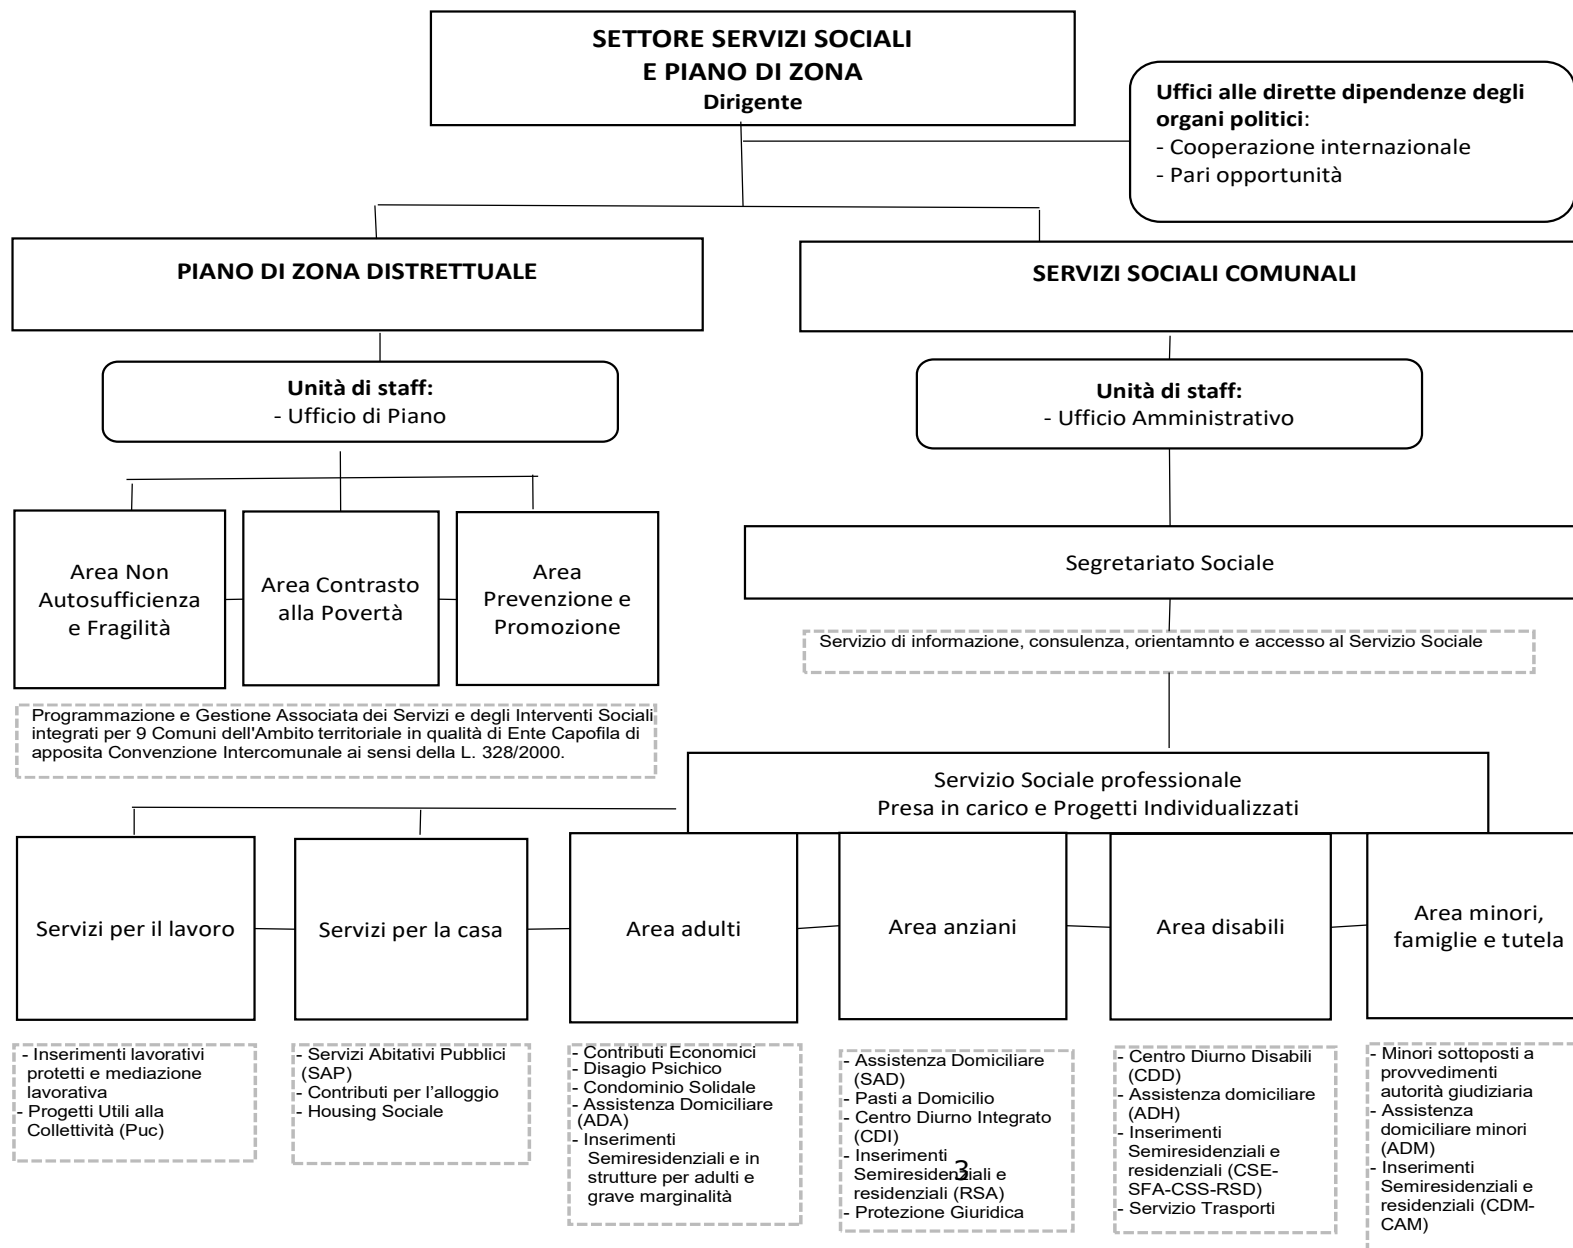 SETTORE SERVIZI SOCIALI
E PIANO DI ZONA
Dirigente
Uffici alle dirette dipendenze degli
organi politici:
- Cooperazione internazionale
- Pari opportunità
PIANO DI ZONA DISTRETTUALE
SERVIZI SOCIALI COMUNALI
Unità di staff:
- Ufficio di Piano
Unità di staff:
- Ufficio Amministrativo
Area Non
Autosufficienza
e Fragilità
Area Contrasto
alla Povertà
Area
Prevenzione e
Promozione
Segretariato Sociale
Servizio di informazione, consulenza, orientamnto e accesso al Servizio Sociale
Programmazione e Gestione Associata dei Servizi e degli Interventi Sociali
integrati per 9 Comuni dell'Ambito territoriale in qualità di Ente Capofila di
apposita Convenzione Intercomunale ai sensi della L. 328/2000.
Servizio Sociale professionale
Presa in carico e Progetti Individualizzati
Servizi per il lavoro
Servizi per la casa
Area adulti
Area anziani
Area disabili
Area minori,
famiglie e tutela
- Inserimenti lavorativi
protetti e mediazione
lavorativa
- Progetti Utili alla
Collettività (Puc)
- Servizi Abitativi Pubblici
(SAP)
- Contributi per l’alloggio
- Housing Sociale
- Contributi Economici
- Disagio Psichico
- Condominio Solidale
- Assistenza Domiciliare
(ADA)
- Inserimenti
Semiresidenziali e in
strutture per adulti e
grave marginalità
- Assistenza Domiciliare
(SAD)
- Pasti a Domicilio
- Centro Diurno Integrato
(CDI)
- Inserimenti
Semiresidenziali e
residenziali (RSA)
- Protezione Giuridica
3
- Centro Diurno Disabili
(CDD)
- Assistenza domiciliare
(ADH)
- Inserimenti
Semiresidenziali e
residenziali (CSE-
SFA-CSS-RSD)
- Servizio Trasporti
- Minori sottoposti a
provvedimenti
autorità giudiziaria
- Assistenza
domiciliare minori
(ADM)
- Inserimenti
Semiresidenziali e
residenziali (CDM-
CAM)